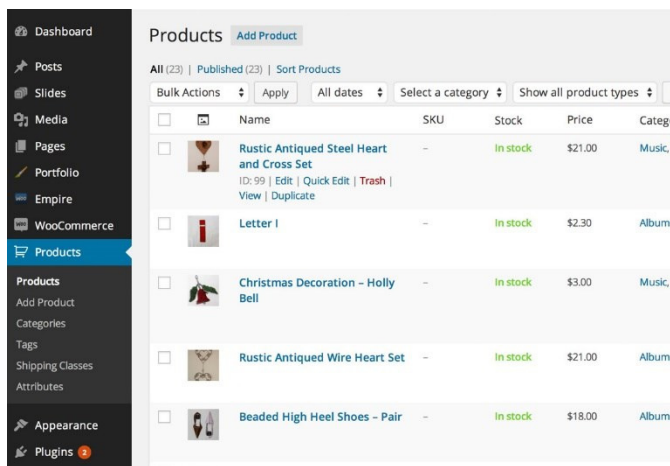 Dashboard
Posts
Slides
Media
Pages
Portfolio
Empire
WooCommerce
Products
Products
Add Product
Categories
Tags
Shipping Classes
Attributes
Appearance
Plugins 2
Products Add Product
All (23) | Published (23) | Sort Products
Bulk Actions Apply All dates Select a category Show all product types
Name SKU Stock Price Categ
Rustic Antiqued Steel Heart – In stock $21.00 Music,
and Cross Set
ID: 99 | Edit | Quick Edit | Trash |
View | Duplicate
Letter I – In stock $2.30 Album
Christmas Decoration – Holly – In stock $3.00 Music,
Bell
Rustic Antiqued Wire Heart Set – In stock $21.00 Album
Beaded High Heel Shoes – Pair – In stock $18.00 Album